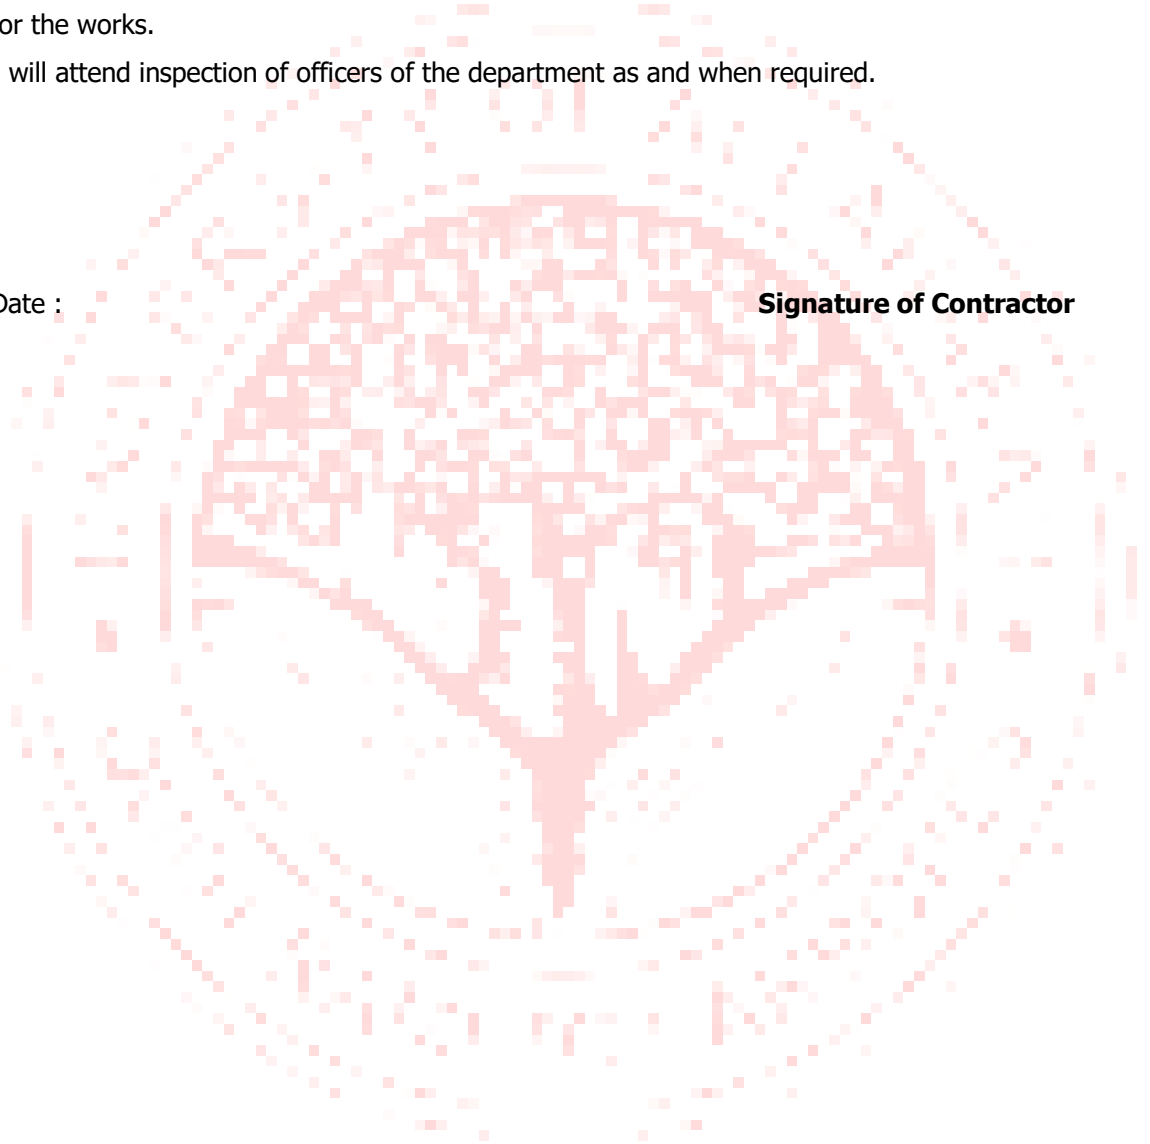 or the works.
will attend inspection of officers of the department as and when required.
Date :
Signature of Contractor